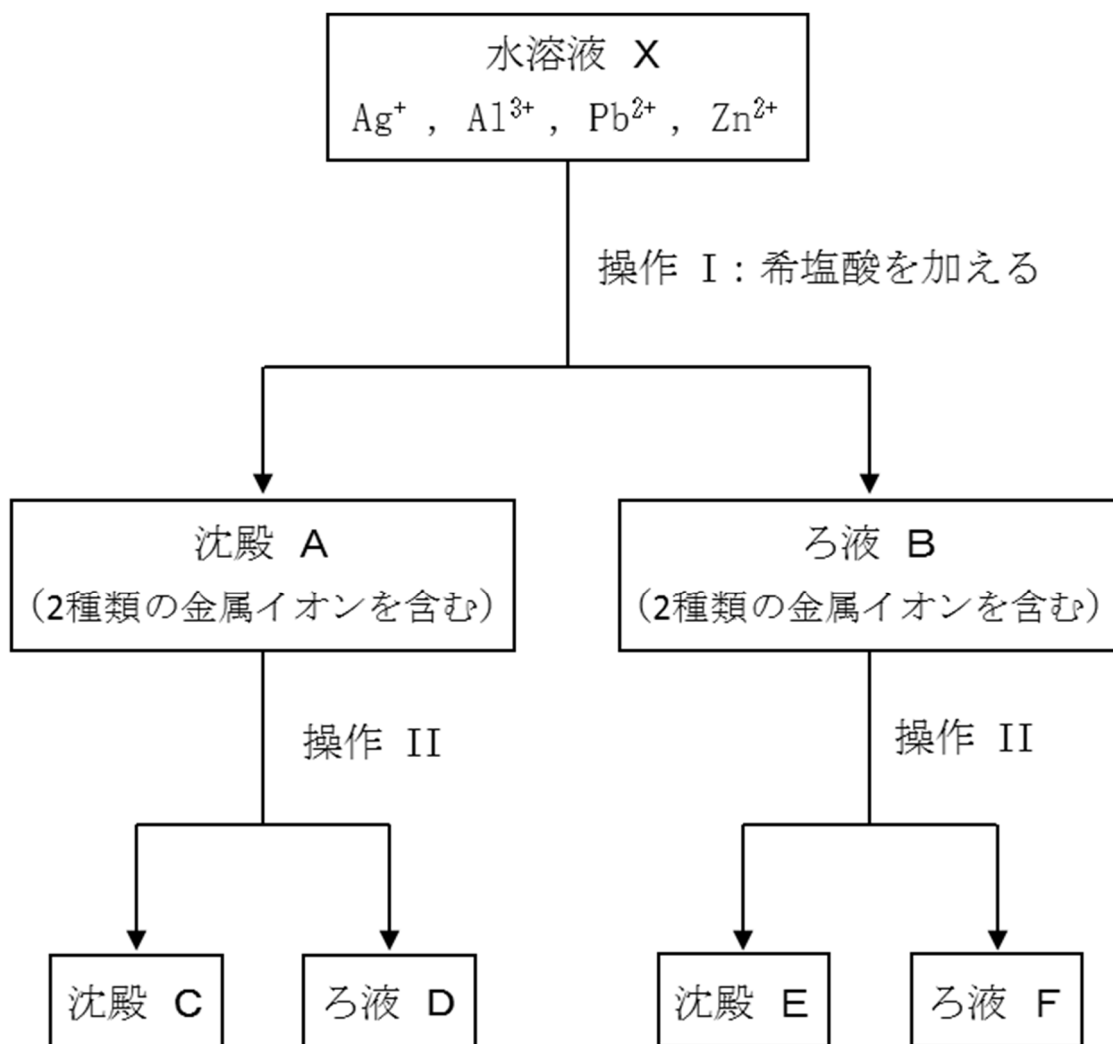 水溶液 X
Ag⁺ , Al³⁺ , Pb²⁺ , Zn²⁺
操作 I：希塩酸を加える
沈殿 A
（2種類の金属イオンを含む）
ろ液 B
（2種類の金属イオンを含む）
操作 II
操作 II
沈殿 C
ろ液 D
沈殿 E
ろ液 F